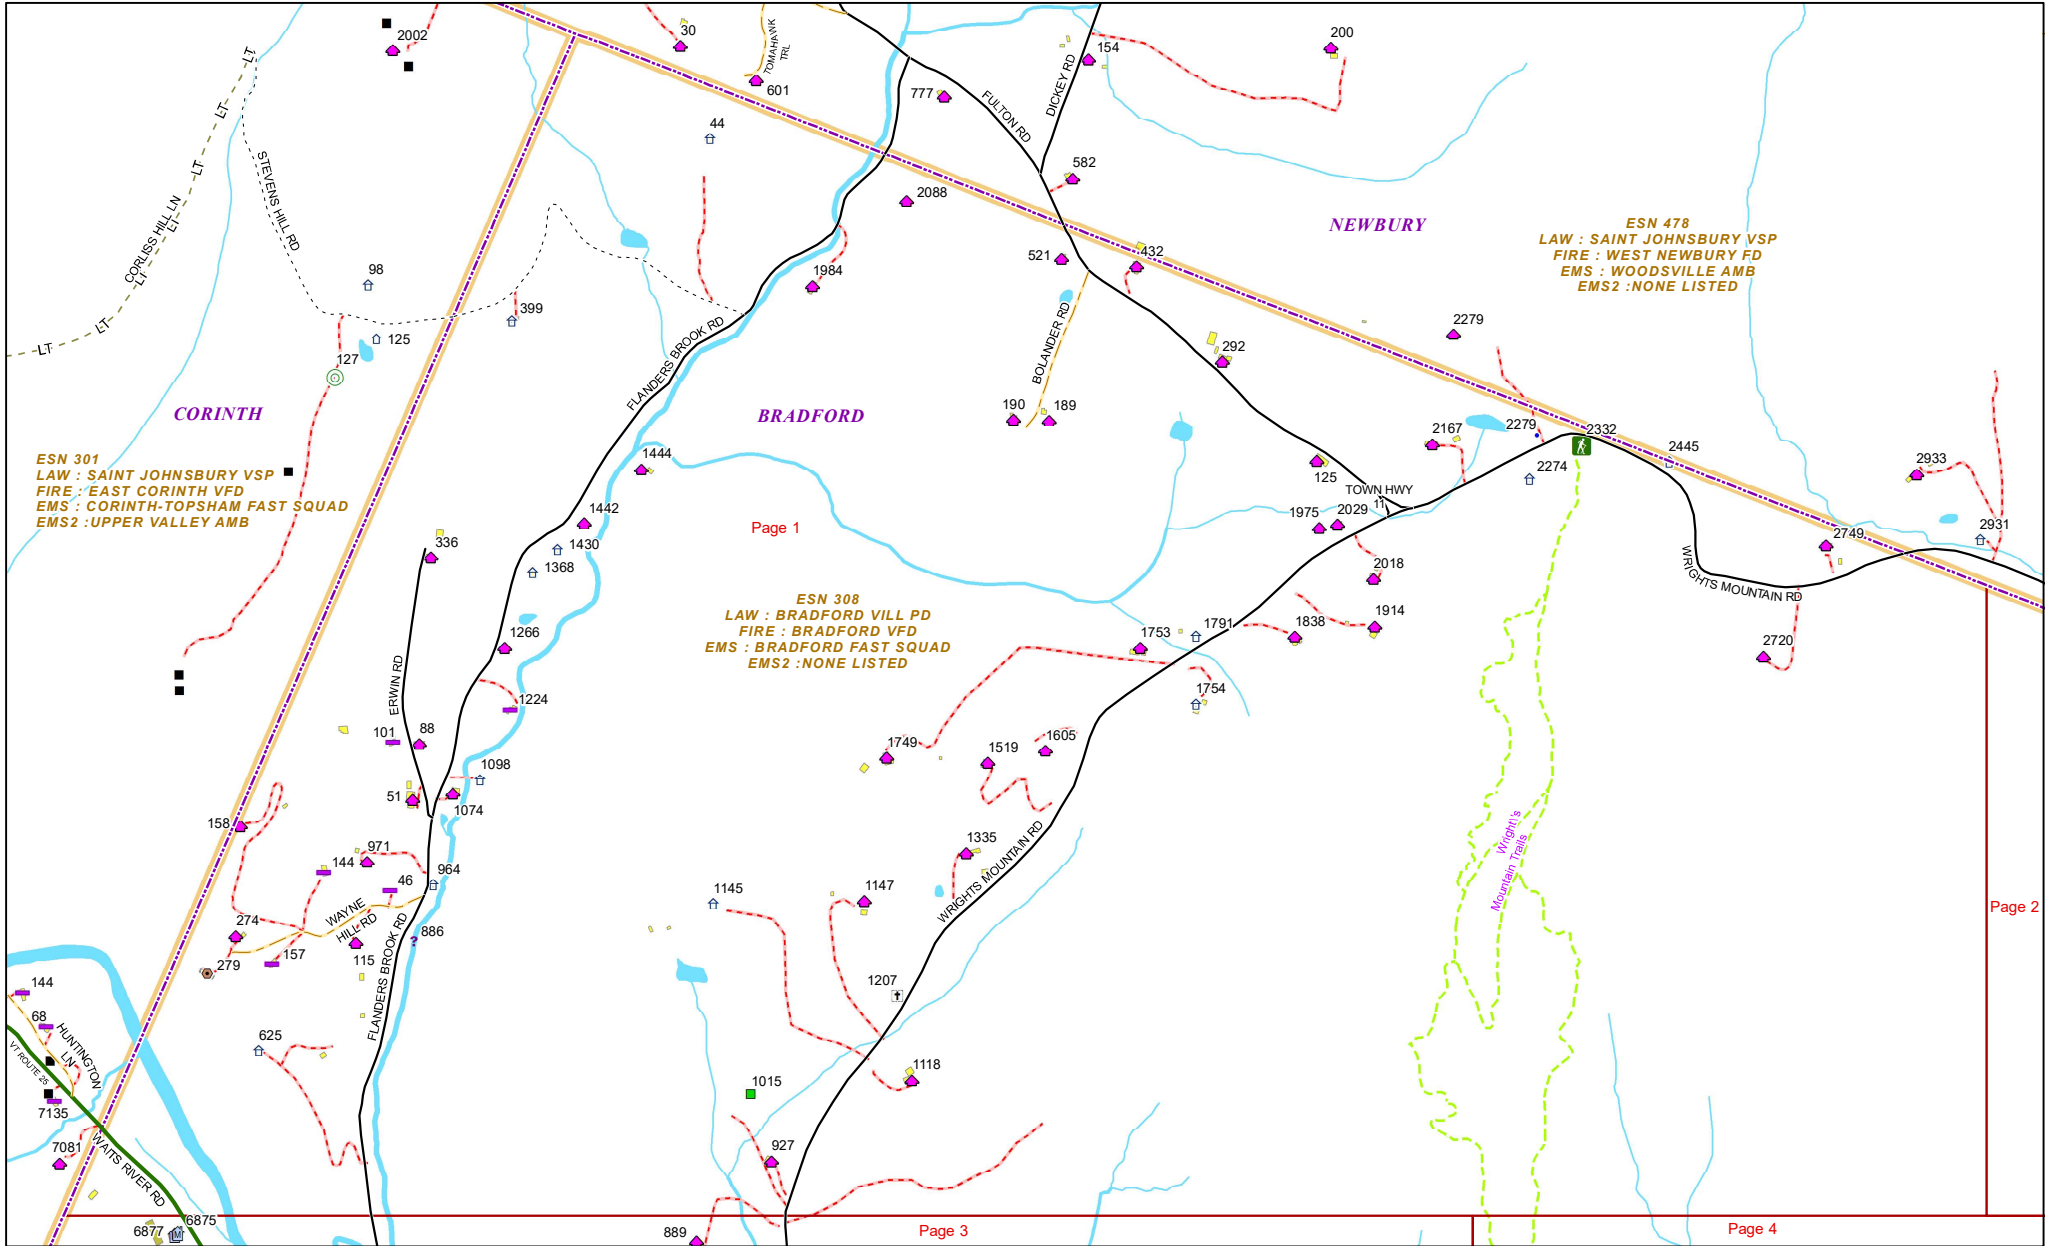 2002
30
TOMAHAWK
TRL
601
44
777
FULTON RD
DICKEY RD
154
200
582
2088
521
432
1984
NEWBURY
ESN 478
LAW : SAINT JOHNSBURY VSP
FIRE : WEST NEWBURY FD
EMS : WOODSVILLE AMB
EMS2 :NONE LISTED
LT
LT
LT
LT
LT
LT
LT
CORLISS HILL LN
STEVENS HILL RD
98
125
127
399
FLANDERS BROOK RD
BOLANDER RD
292
2279
190
189
CORINTH
BRADFORD
ESN 301
LAW : SAINT JOHNSBURY VSP
FIRE : EAST CORINTH VFD
EMS : CORINTH-TOPSHAM FAST SQUAD
EMS2 :UPPER VALLEY AMB
1444
1442
1430
1368
336
Page 1
2167
2279
2332
2445
2274
125
TOWN HWY
11
1975
2029
2018
2933
2931
2749
WRIGHTS MOUNTAIN RD
2720
ESN 308
LAW : BRADFORD VILL PD
FIRE : BRADFORD VFD
EMS : BRADFORD FAST SQUAD
EMS2 :NONE LISTED
1266
1224
ERWIN RD
101
88
1098
51
1074
1753
1791
1838
1914
1754
1749
1519
1605
158
144
971
46
964
1335
WRIGHTS MOUNTAIN RD
Wright\'s
Mountain Trails
274
WAYNE
HILL RD
157
115
279
FLANDERS BROOK RD
?
886
1145
1147
1207
Page 2
144
68
HUNTINGTON
LN
VT ROUTE 25
7135
7081
WAITS RIVER RD
625
1015
1118
927
6875
6877
M
889
Page 3
Page 4